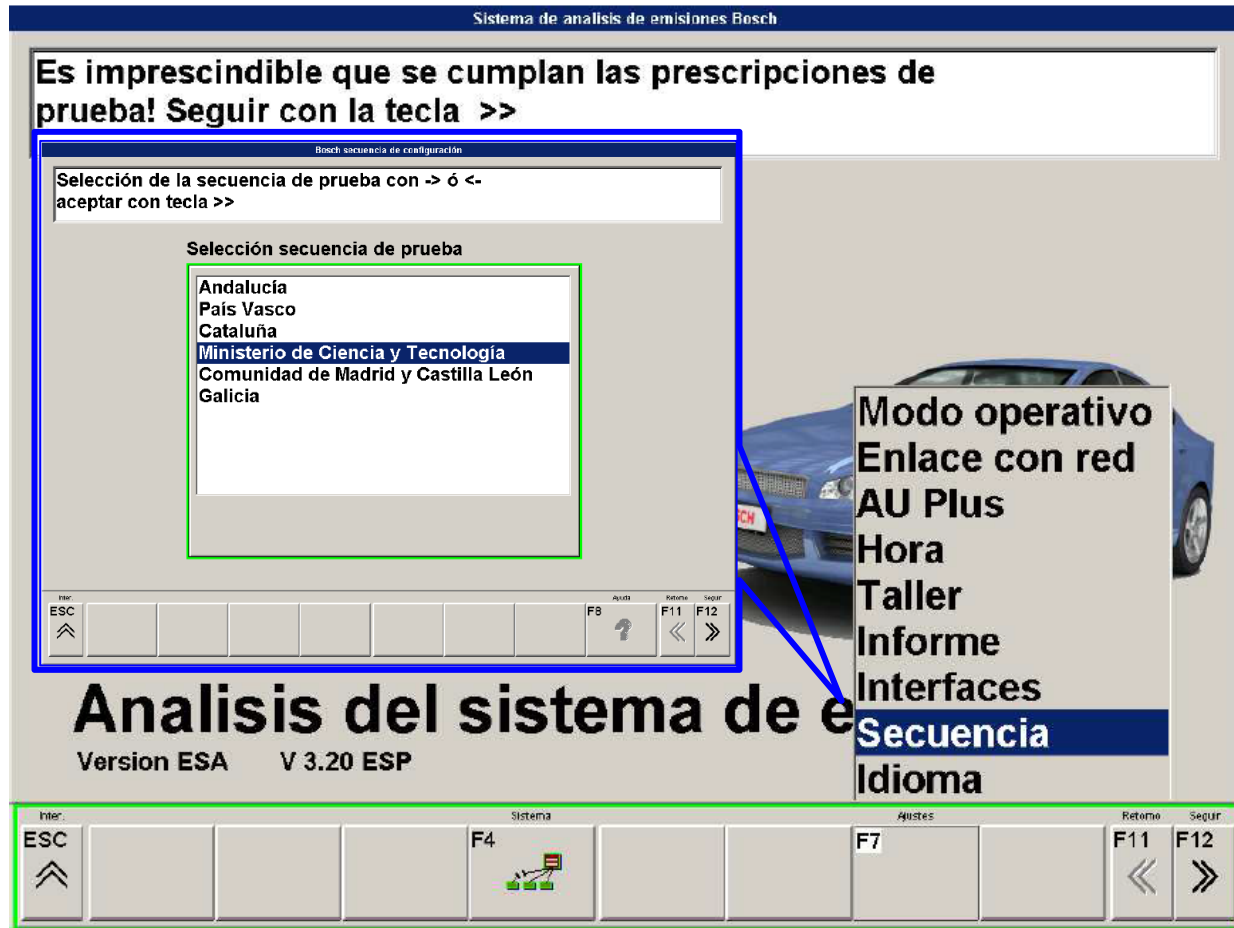 Sistema de analisis de emisiones Bosch
Es imprescindible que se cumplan las prescripciones de
prueba! Seguir con la tecla >>
Bosch secuencia de configuración
Selección de la secuencia de prueba con -> ó <-
aceptar con tecla >>
Selección secuencia de prueba
Andalucía
País Vasco
Cataluña
Ministerio de Ciencia y Tecnología
Comunidad de Madrid y Castilla León
Galicia
Inter. Ayuda Retorno Seguir
ESC F8 F11 F12
Modo operativo
Enlace con red
AU Plus
Hora
Taller
Informe
Interfaces
Secuencia
Idioma
Analisis del sistema de e
Version ESA V 3.20 ESP
Inter. Sistema Ajustes Retorno Seguir
ESC F4 F7 F11 F12